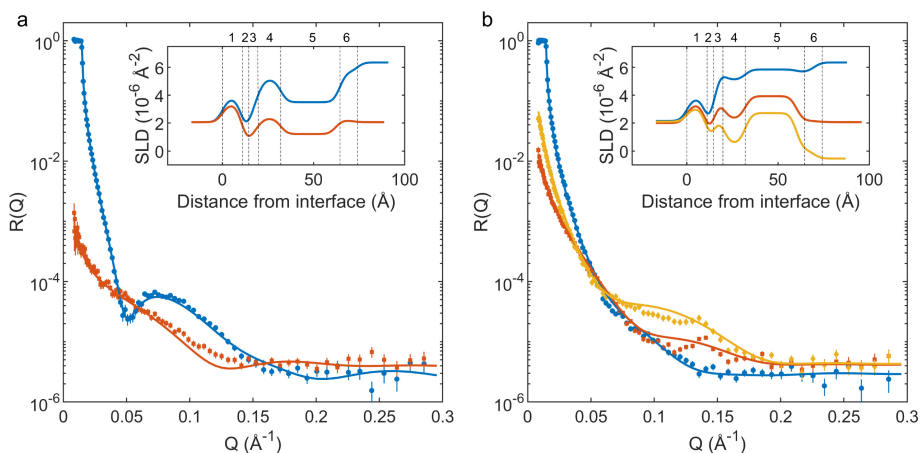 a
b
1 2 3 4 5 6
1 2 3 4 5 6
10⁰
10⁻²
10⁻⁴
10⁻⁶
R(Q)
0 0.05 0.1 0.15 0.2 0.25 0.3
Q (Å⁻¹)
6
4
2
0
SLD (10⁻⁶ Å⁻²)
0 50 100
Distance from interface (Å)
10⁰
10⁻²
10⁻⁴
10⁻⁶
R(Q)
0 0.05 0.1 0.15 0.2 0.25 0.3
Q (Å⁻¹)
6
4
2
0
SLD (10⁻⁶ Å⁻²)
0 50 100
Distance from interface (Å)